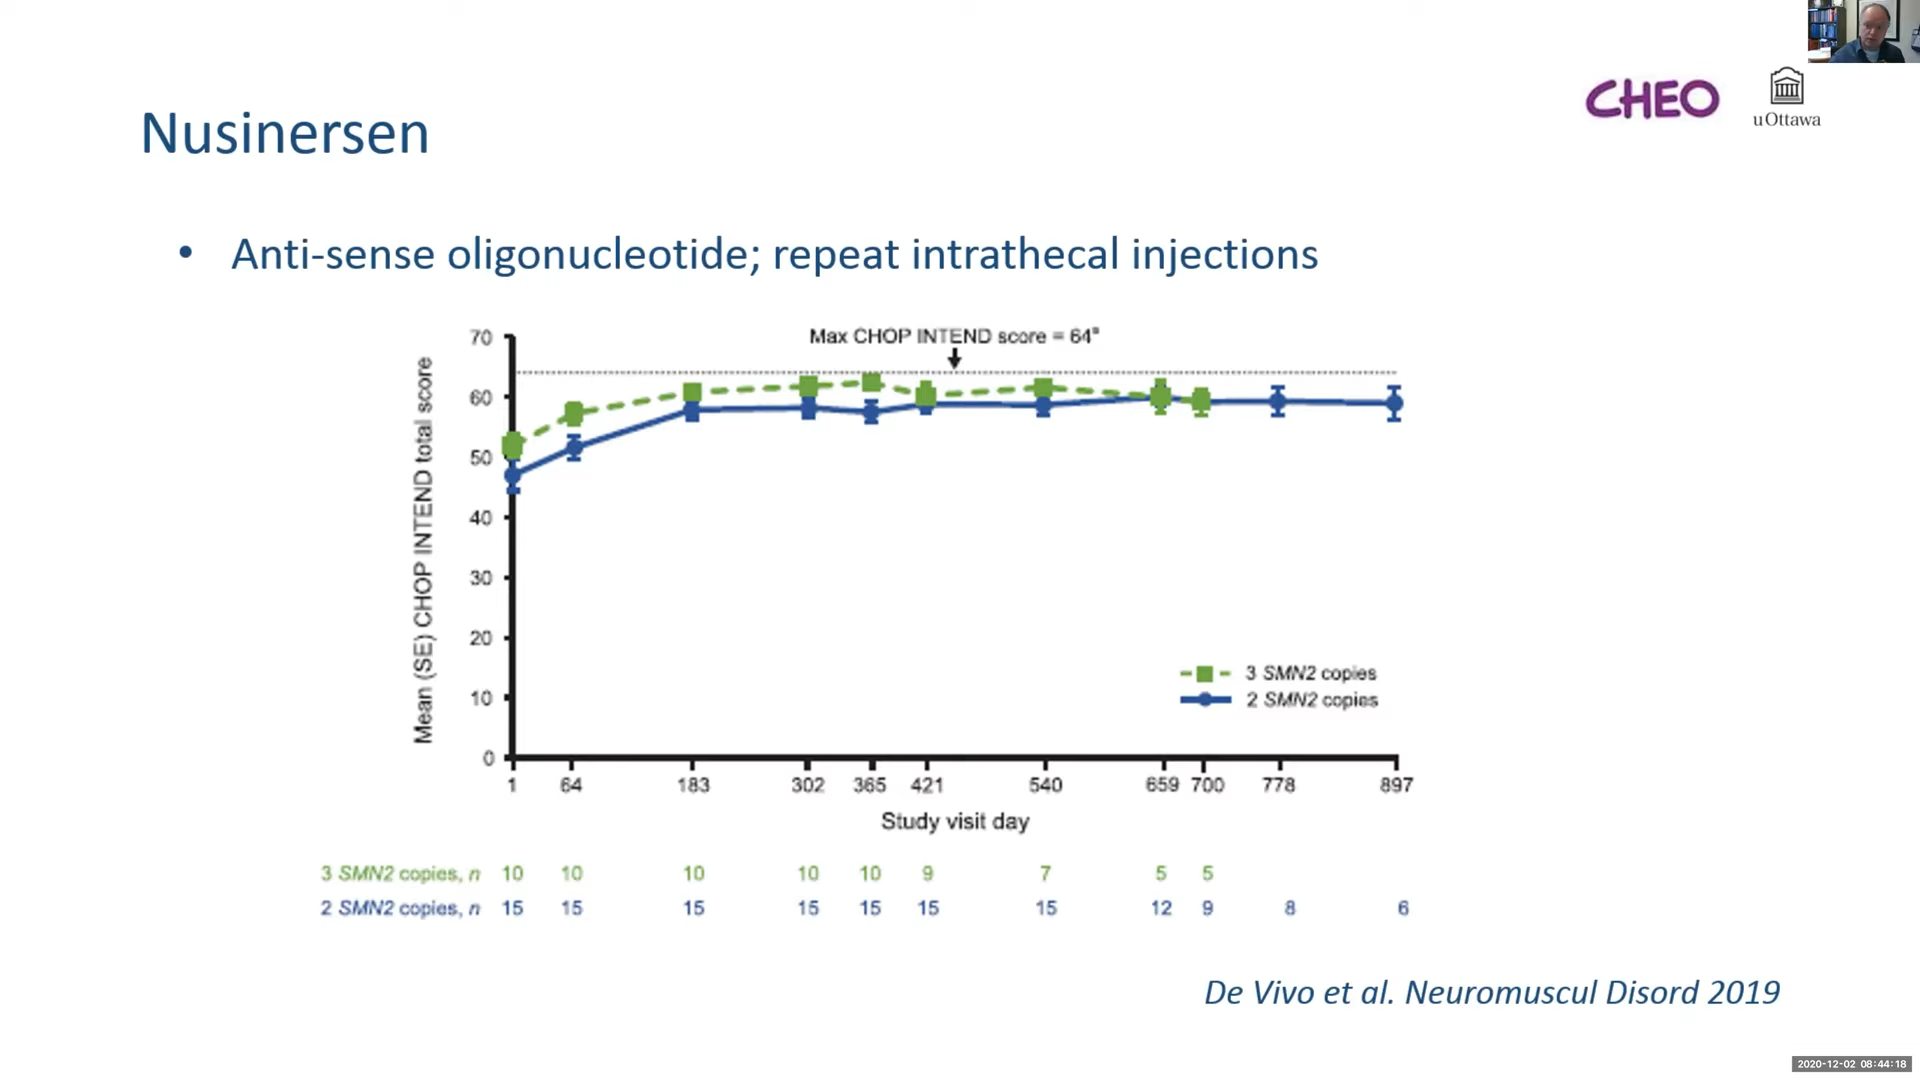 CHEO
uOttawa
Nusinersen
• Anti-sense oligonucleotide; repeat intrathecal injections
Max CHOP INTEND score = 64ª
Mean (SE) CHOP INTEND total score
70
60
50
40
30
20
10
0
3 SMN2 copies
2 SMN2 copies
1 64 183 302 365 421 540 659 700 778 897
Study visit day
3 SMN2 copies, n 10 10 10 10 10 9 7 5 5
2 SMN2 copies, n 15 15 15 15 15 15 15 12 9 8 6
De Vivo et al. Neuromuscul Disord 2019
2020-12-02 08:44:18